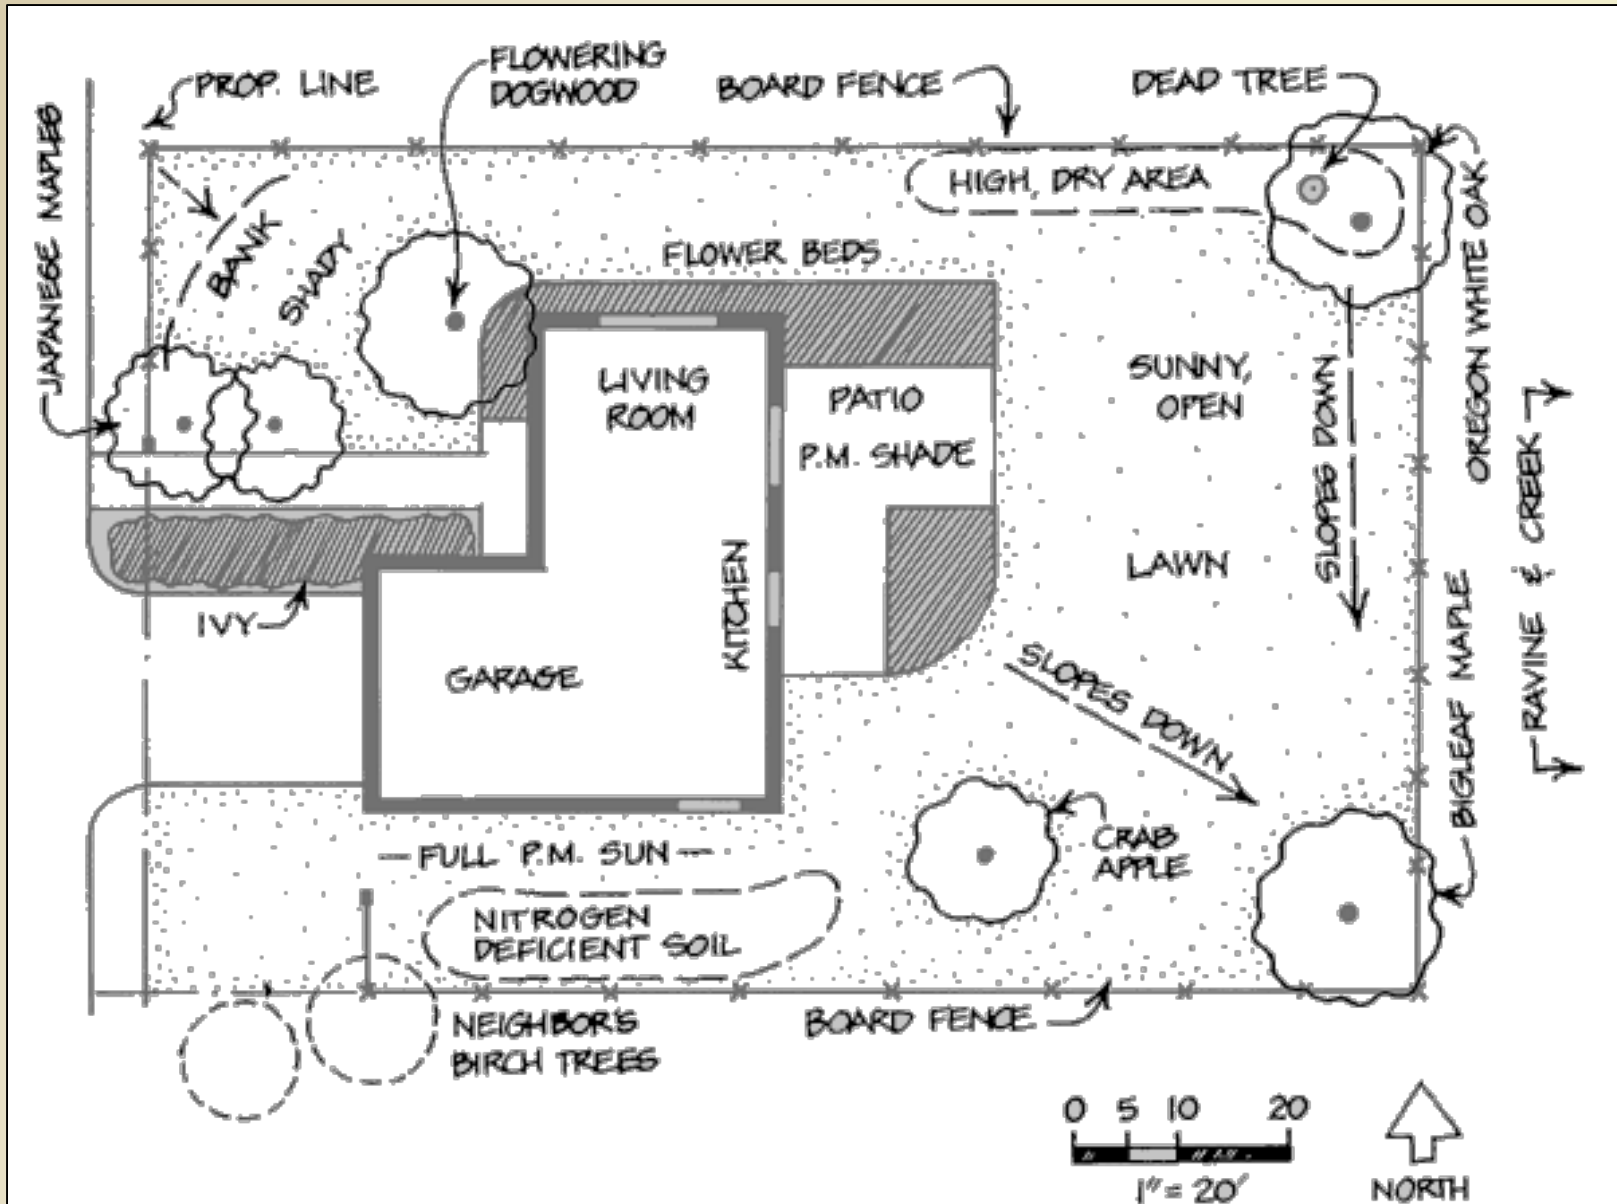 FLOWERING
DOGWOOD
PROP. LINE
BOARD FENCE
DEAD TREE
JAPANESE MAPLES
HIGH, DRY AREA
OREGON WHITE OAK
BANK
SHADY
FLOWER BEDS
LIVING
ROOM
PATIO
P.M. SHADE
SUNNY,
OPEN
SLOPES DOWN
RAVINE & CREEK
KITCHEN
LAWN
IVY
GARAGE
SLOPES DOWN
BIGLEAF MAPLE
CRAB
APPLE
FULL P.M. SUN
NITROGEN
DEFICIENT SOIL
NEIGHBOR'S
BIRCH TREES
BOARD FENCE
0 5 10 20
1" = 20'
NORTH